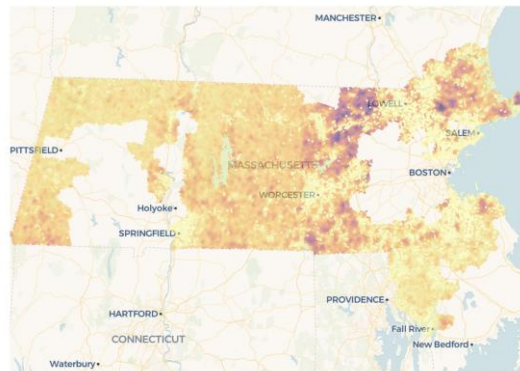 MANCHESTER
LOWELL
SALEM
PITTSFIELD
MASSACHUSETTS
BOSTON
WORCESTER
Holyoke
SPRINGFIELD
PROVIDENCE
HARTFORD
Fall River
CONNECTICUT
New Bedford
Waterbury